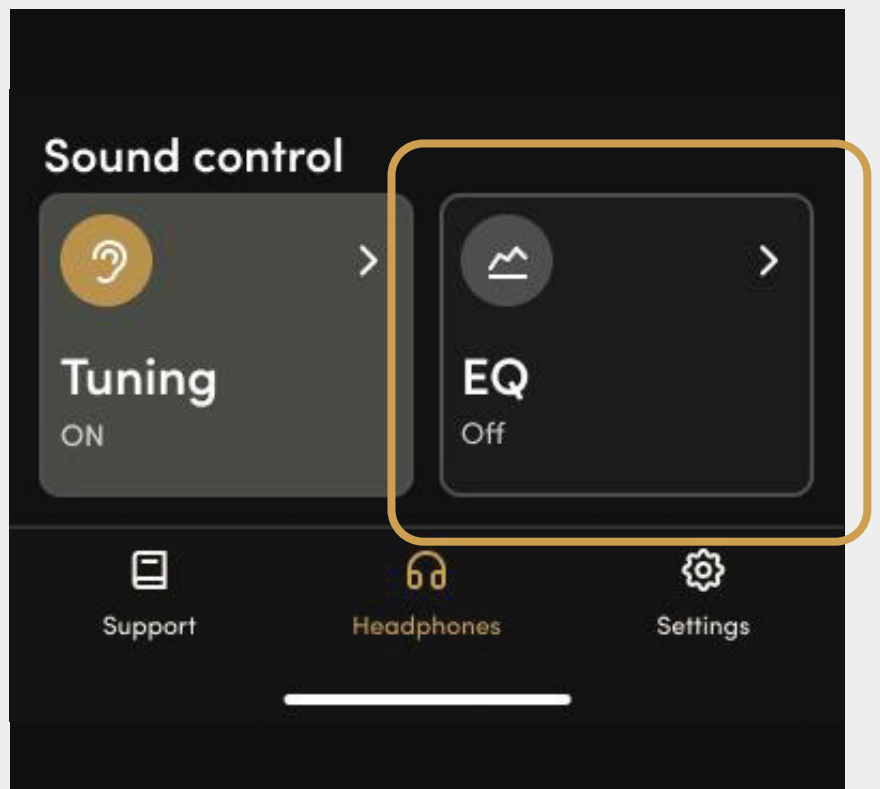 Sound control
Tuning
ON
EQ
Off
Support
Headphones
Settings